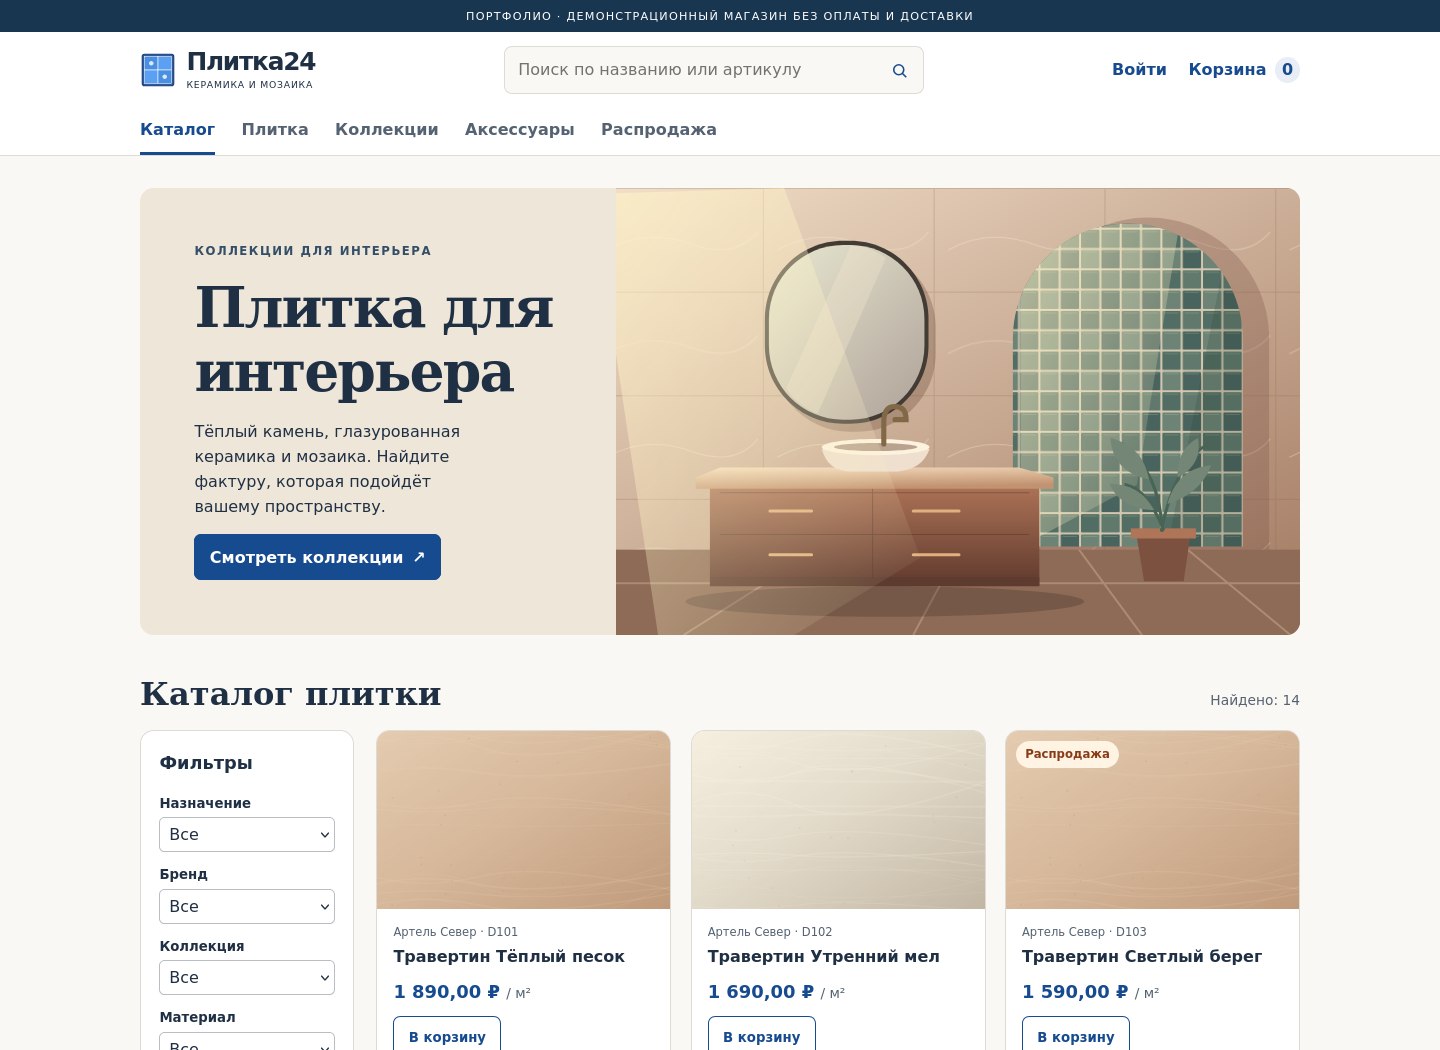 ПОРТФОЛИО · ДЕМОНСТРАЦИОННЫЙ МАГАЗИН БЕЗ ОПЛАТЫ И ДОСТАВКИ
Плитка24
КЕРАМИКА И МОЗАИКА
Поиск по названию или артикулу
Войти
Корзина 0
Каталог
Плитка
Коллекции
Аксессуары
Распродажа
КОЛЛЕКЦИИ ДЛЯ ИНТЕРЬЕРА
Плитка для
интерьера
Тёплый камень, глазурованная
керамика и мозаика. Найдите
фактуру, которая подойдёт
вашему пространству.
Смотреть коллекции ↗
Каталог плитки
Найдено: 14
Фильтры
Назначение
Все
Бренд
Все
Коллекция
Все
Материал
Все
Артель Север · D101
Травертин Тёплый песок
1 890,00 ₽ / м²
В корзину
Артель Север · D102
Травертин Утренний мел
1 690,00 ₽ / м²
В корзину
Распродажа
Артель Север · D103
Травертин Светлый берег
1 590,00 ₽ / м²
В корзину